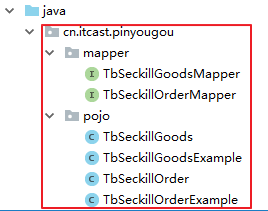 java
cn.itcast.pinyougou
mapper
TbSeckillGoodsMapper
TbSeckillOrderMapper
pojo
TbSeckillGoods
TbSeckillGoodsExample
TbSeckillOrder
TbSeckillOrderExample